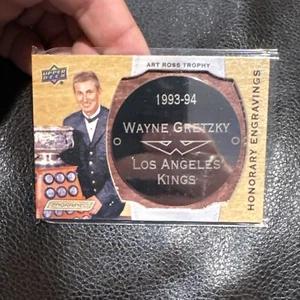 UPPER DECK
ART ROSS TROPHY
1993-94
WAYNE GRETZKY
LOS ANGELES
KINGS
HONORARY ENGRAVINGS